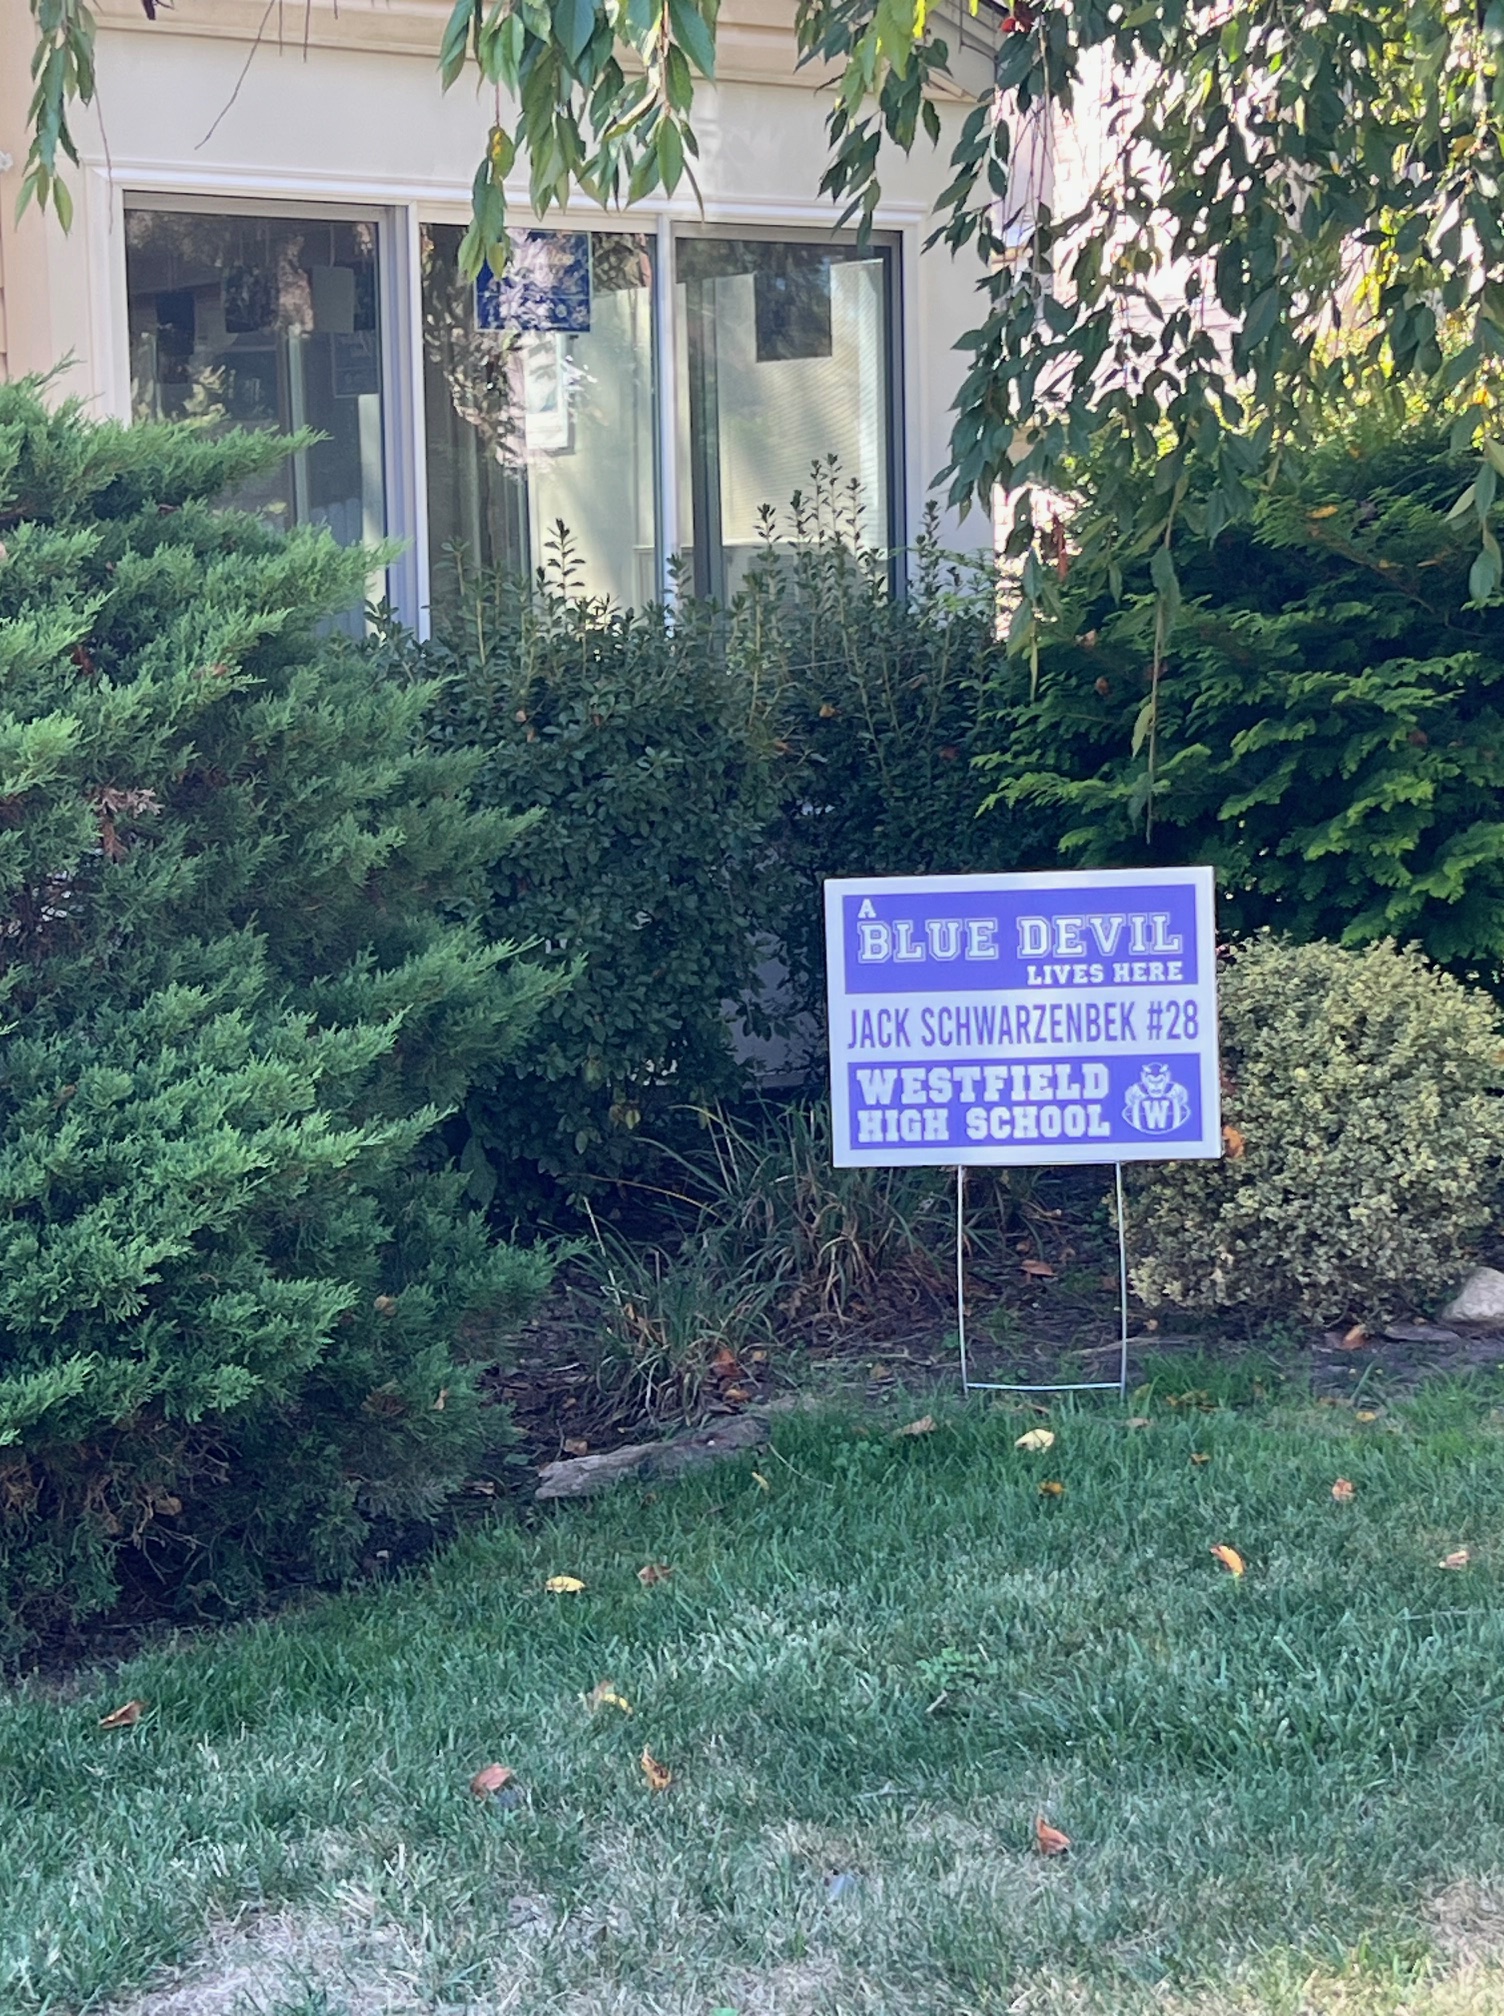 A
BLUE DEVIL
LIVES HERE
JACK SCHWARZENBEK #28
WESTFIELD
HIGH SCHOOL
W